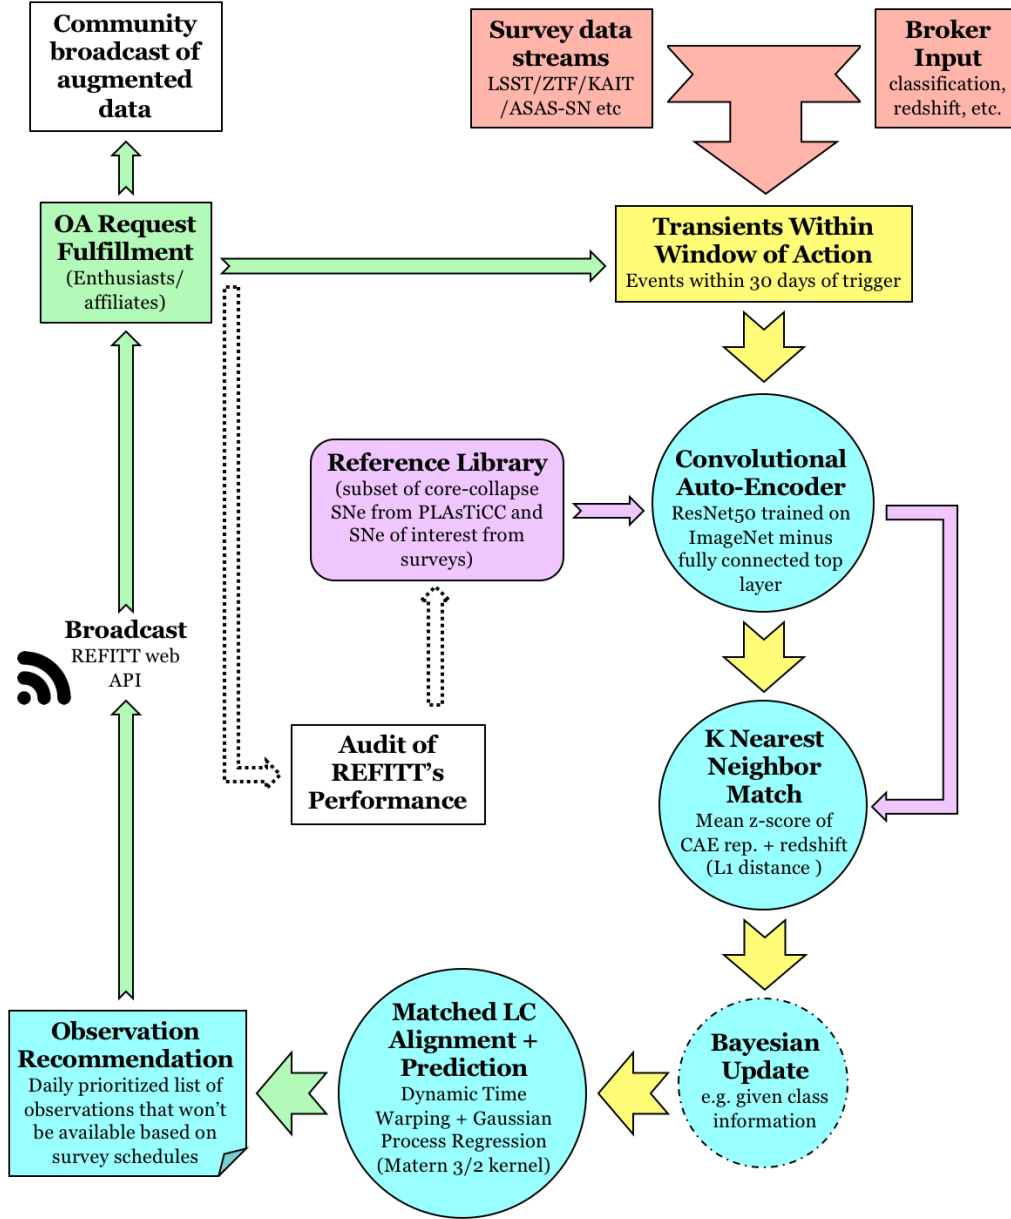 Community
broadcast of
augmented
data
Survey data
streams
LSST/ZTF/KAIT
/ASAS-SN etc
Broker
Input
classification,
redshift, etc.
OA Request
Fulfillment
(Enthusiasts/
affiliates)
Transients Within
Window of Action
Events within 30 days of trigger
Reference Library
(subset of core-collapse
SNe from PLAsTiCC and
SNe of interest from
surveys)
Convolutional
Auto-Encoder
ResNet50 trained on
ImageNet minus
fully connected top
layer
Broadcast
REFITT web
API
Audit of
REFITT's
Performance
K Nearest
Neighbor
Match
Mean z-score of
CAE rep. + redshift
(L1 distance )
Observation
Recommendation
Daily prioritized list of
observations that won't
be available based on
survey schedules
Matched LC
Alignment +
Prediction
Dynamic Time
Warping + Gaussian
Process Regression
(Matern 3/2 kernel)
Bayesian
Update
e.g. given class
information